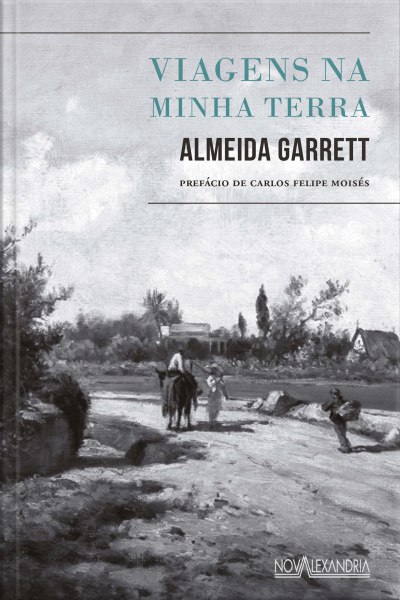 VIAGENS NA
MINHA TERRA
ALMEIDA GARRETT
PREFÁCIO DE CARLOS FELIPE MOISÉS
NOVALEXANDRIA